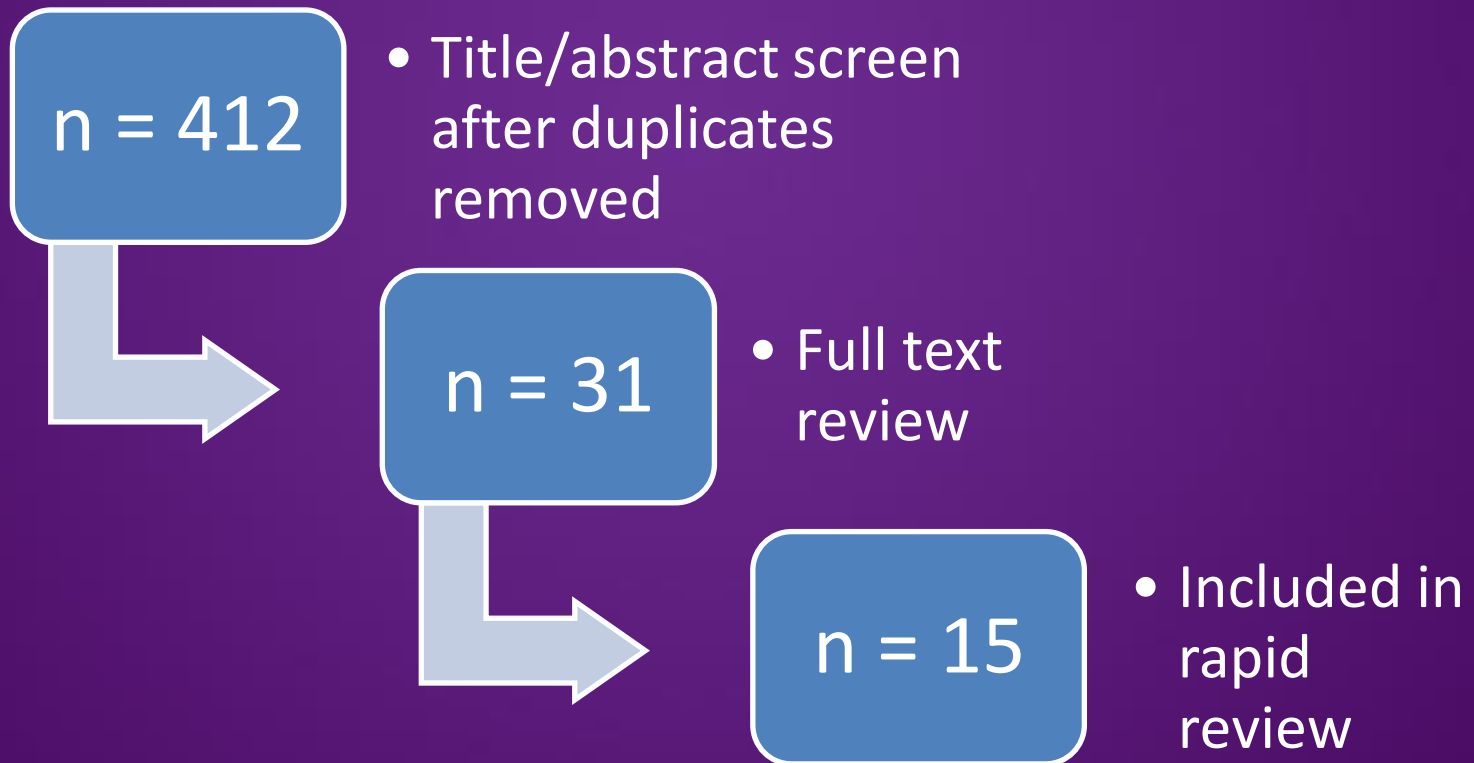 n = 412
• Title/abstract screen
after duplicates
removed
n = 31
• Full text
review
n = 15
• Included in
rapid
review